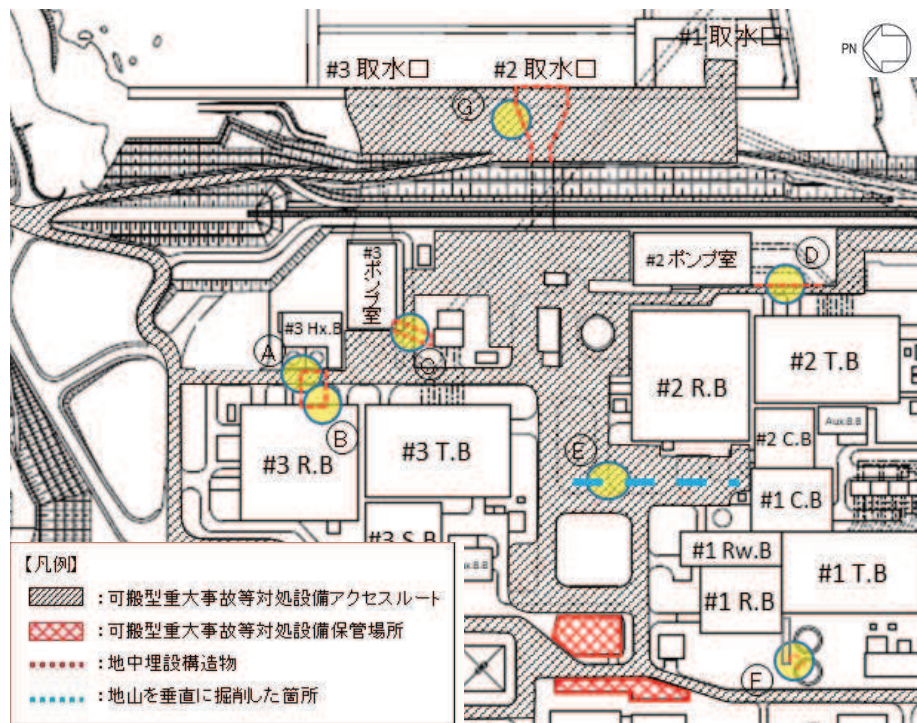 #1 取水口
PN
#3 取水口
#2 取水口
G
D
#2 ポンプ室
#3
ポンプ室
#3 Hx.B
A
C
B
#2 R.B
#2 T.B
#2 C.B
Aux.B.B
#3 R.B
#3 T.B
E
#1 C.B
#3 S.B
#1 Rw.B
#1 T.B
#1 R.B
F
【凡例】
:可搬型重大事故等対処設備アクセスルート
:可搬型重大事故等対処設備保管場所
:地中埋設構造物
:地山を垂直に掘削した箇所